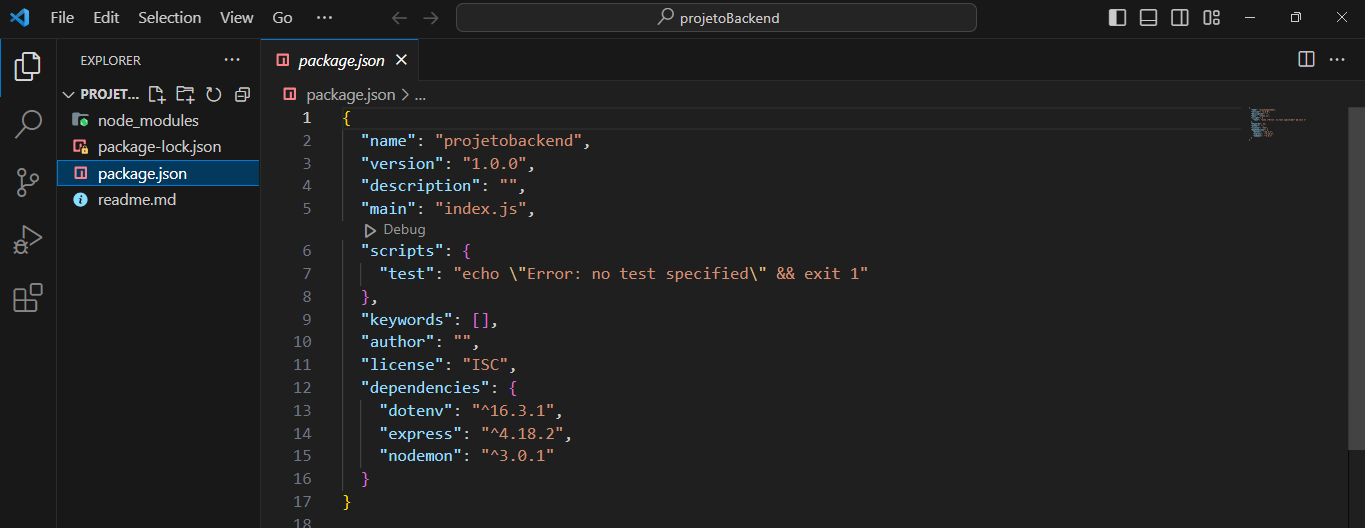 File Edit Selection View Go ··· projetoBackend
EXPLORER ···
PROJET...
node_modules
package-lock.json
package.json
readme.md
package.json
package.json > ...
1 {
2 "name": "projetobackend",
3 "version": "1.0.0",
4 "description": "",
5 "main": "index.js",
Debug
6 "scripts": {
7 "test": "echo \"Error: no test specified\" && exit 1"
8 },
9 "keywords": [],
10 "author": "",
11 "license": "ISC",
12 "dependencies": {
13 "dotenv": "^16.3.1",
14 "express": "^4.18.2",
15 "nodemon": "^3.0.1"
16 }
17 }
18